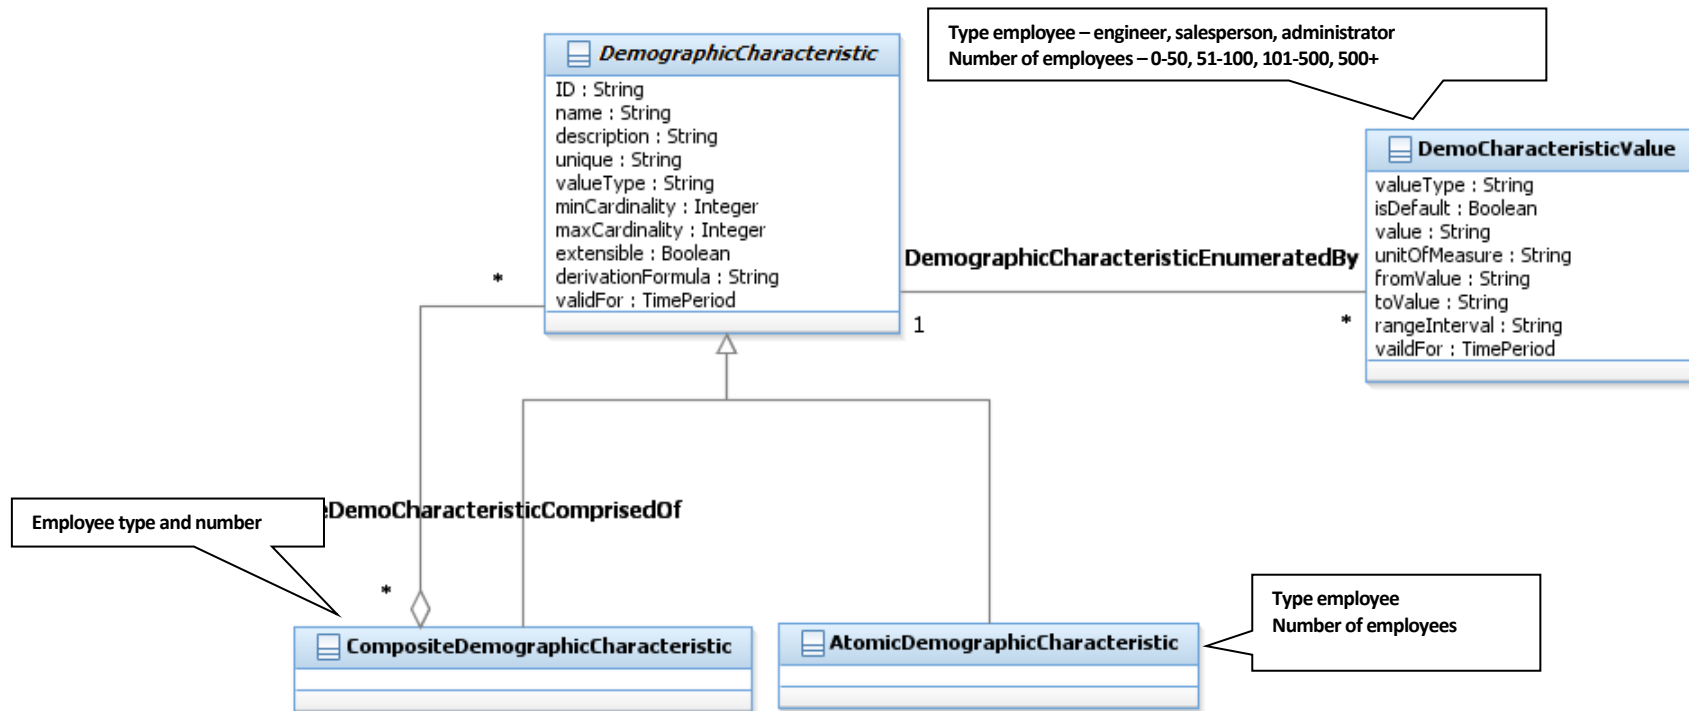 Type employee – engineer, salesperson, administrator
Number of employees – 0-50, 51-100, 101-500, 500+
DemographicCharacteristic
ID : String
name : String
description : String
unique : String
valueType : String
minCardinality : Integer
maxCardinality : Integer
extensible : Boolean
derivationFormula : String
validFor : TimePeriod
DemoCharacteristicValue
valueType : String
isDefault : Boolean
value : String
unitOfMeasure : String
fromValue : String
toValue : String
rangeInterval : String
vaildFor : TimePeriod
DemographicCharacteristicEnumeratedBy
1
*
*
Employee type and number
eDemoCharacteristicComprisedOf
*
Type employee
Number of employees
CompositeDemographicCharacteristic
AtomicDemographicCharacteristic